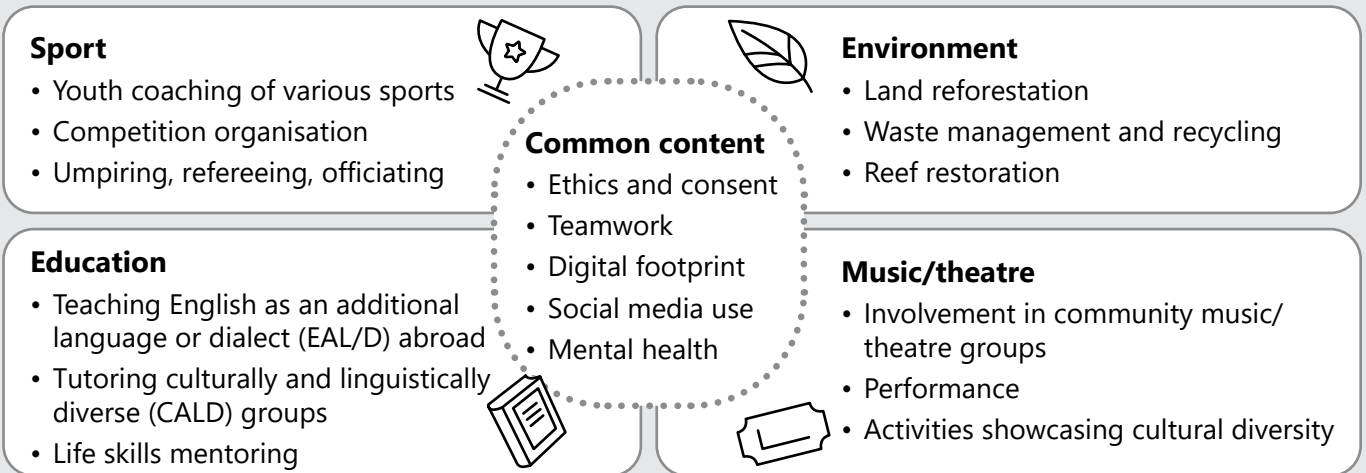 Sport
• Youth coaching of various sports
• Competition organisation
• Umpiring, refereeing, officiating
Environment
• Land reforestation
• Waste management and recycling
• Reef restoration
Common content
• Ethics and consent
• Teamwork
• Digital footprint
• Social media use
• Mental health
Education
• Teaching English as an additional
language or dialect (EAL/D) abroad
• Tutoring culturally and linguistically
diverse (CALD) groups
• Life skills mentoring
Music/theatre
• Involvement in community music/
theatre groups
• Performance
• Activities showcasing cultural diversity